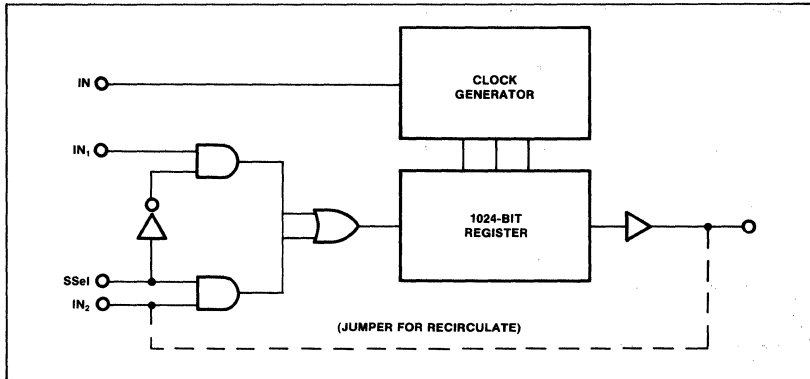 IN
CLOCK
GENERATOR
IN1
1024-BIT
REGISTER
SSel
IN2
(JUMPER FOR RECIRCULATE)